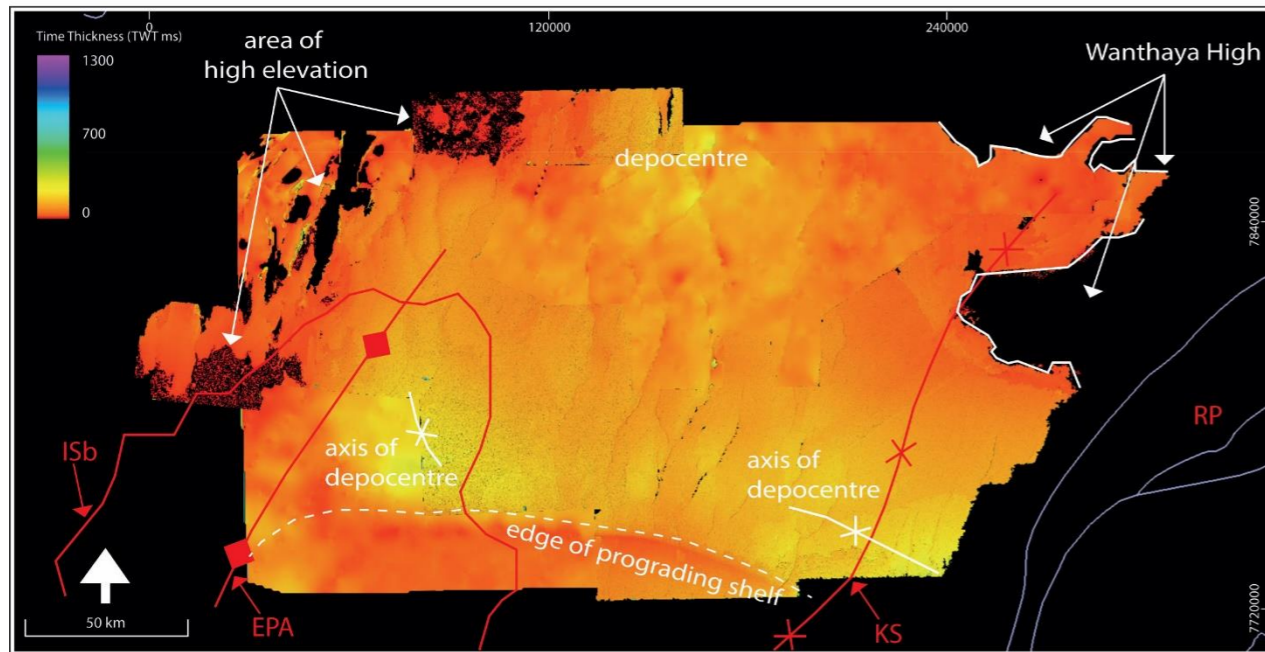 0
120000
240000
Time Thickness (TWT ms)
1300
700
0
area of
high elevation
Wanthaya High
depocentre
7840000
axis of
depocentre
axis of
depocentre
RP
ISb
edge of prograding shelf
EPA
KS
50 km
7720000